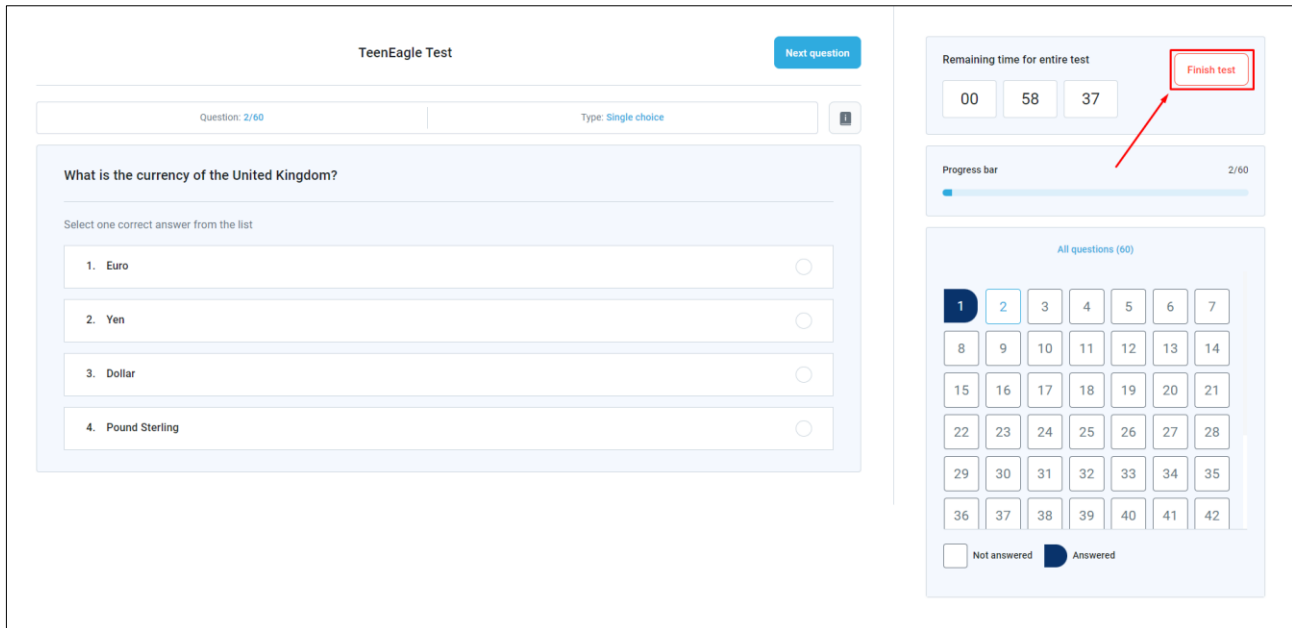 TeenEagle Test
Next question
Question: 2/60
Type: Single choice
What is the currency of the United Kingdom?
Select one correct answer from the list
1. Euro
2. Yen
3. Dollar
4. Pound Sterling
Remaining time for entire test
Finish test
00 58 37
Progress bar 2/60
All questions (60)
1 2 3 4 5 6 7
8 9 10 11 12 13 14
15 16 17 18 19 20 21
22 23 24 25 26 27 28
29 30 31 32 33 34 35
36 37 38 39 40 41 42
Not answered Answered